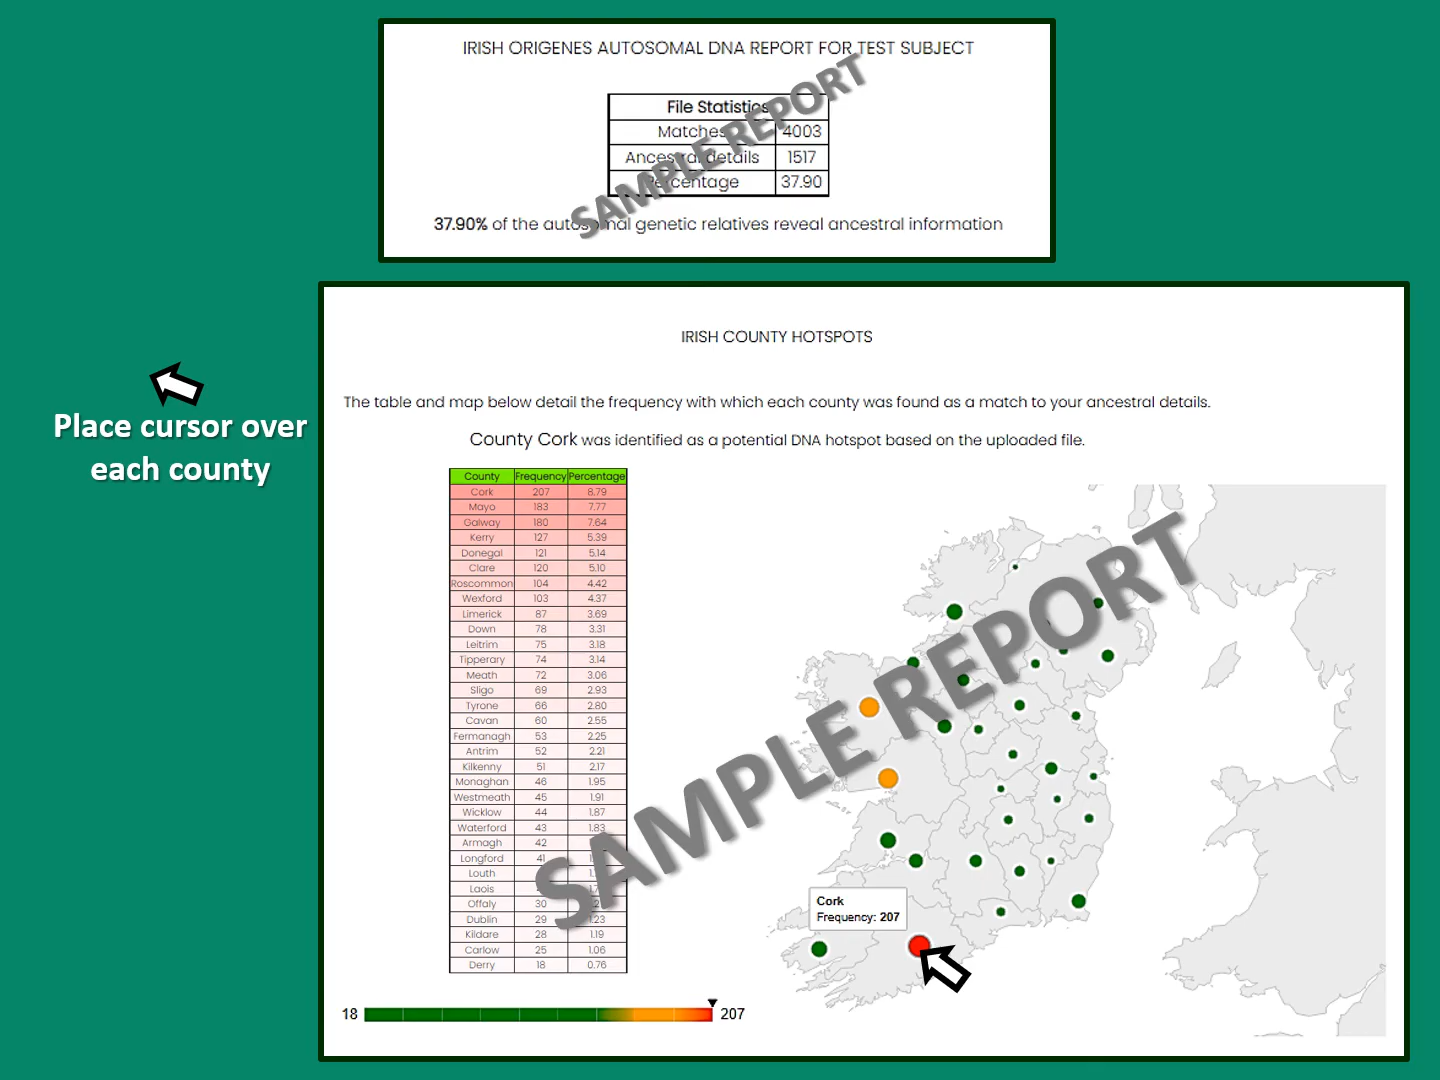 IRISH ORIGENES AUTOSOMAL DNA REPORT FOR TEST SUBJECT
File Statistics
Matches 4003
Ancestral details 1517
Percentage 37.90
37.90% of the autosomal genetic relatives reveal ancestral information
SAMPLE REPORT
IRISH COUNTY HOTSPOTS
The table and map below detail the frequency with which each county was found as a match to your ancestral details.
County Cork was identified as a potential DNA hotspot based on the uploaded file.
Place cursor over
each county
County Frequency Percentage
Cork 207 8.79
Mayo 183 7.77
Galway 180 7.64
Kerry 127 5.39
Donegal 121 5.14
Clare 120 5.10
Roscommon 104 4.42
Wexford 103 4.37
Limerick 87 3.69
Down 78 3.31
Leitrim 75 3.18
Tipperary 74 3.14
Meath 72 3.06
Sligo 69 2.93
Tyrone 66 2.80
Cavan 60 2.55
Fermanagh 53 2.25
Antrim 52 2.21
Kilkenny 51 2.17
Monaghan 46 1.95
Westmeath 45 1.91
Wicklow 44 1.87
Waterford 43 1.83
Armagh 42
Longford 41
Louth
Laois
Offaly 30
Dublin 29 1.23
Kildare 28 1.19
Carlow 25 1.06
Derry 18 0.76
SAMPLE REPORT
Cork
Frequency: 207
18 207